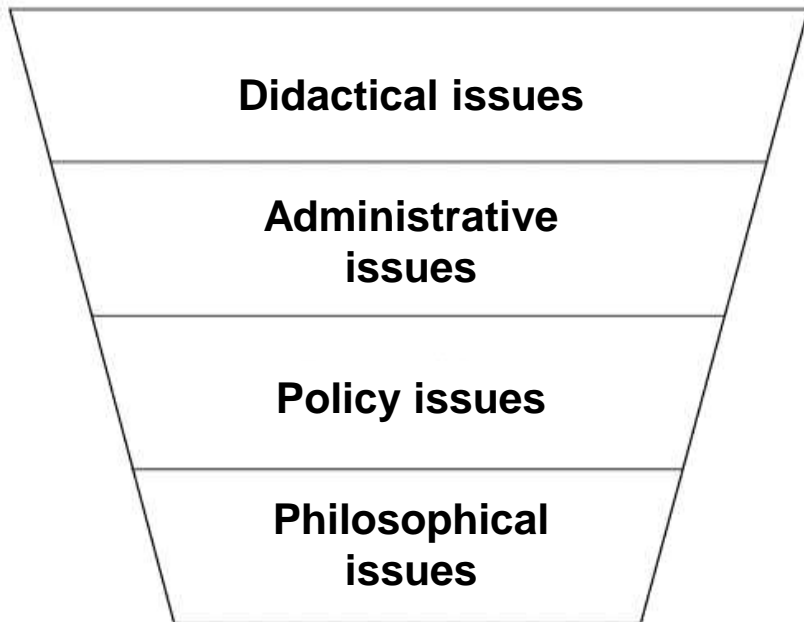 Didactical issues
Administrative
issues
Policy issues
Philosophical
issues